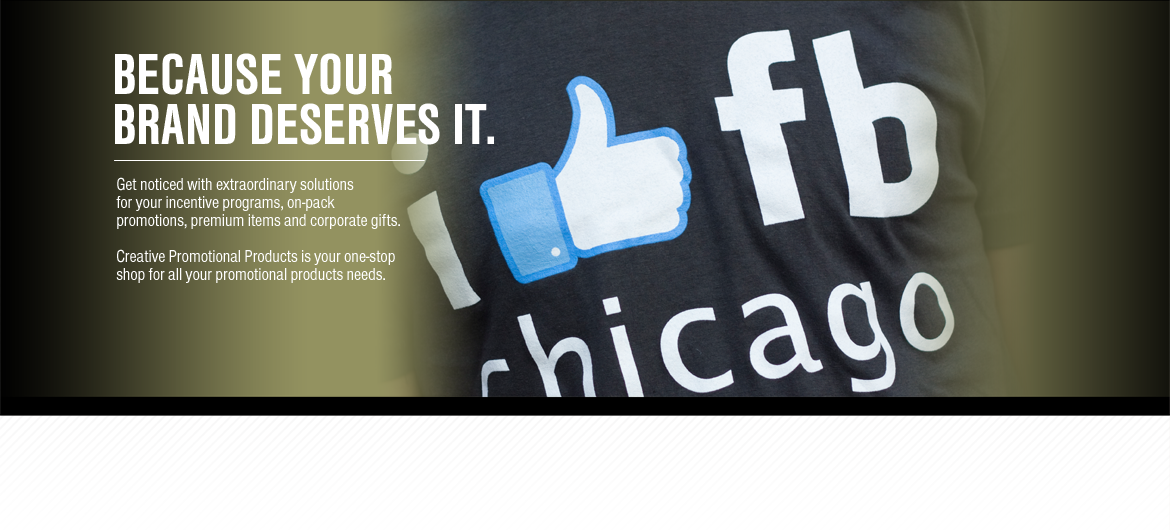 BECAUSE YOUR
BRAND DESERVES IT.
Get noticed with extraordinary solutions
for your incentive programs, on-pack
promotions, premium items and corporate gifts.
Creative Promotional Products is your one-stop
shop for all your promotional products needs.
i fb
chicago